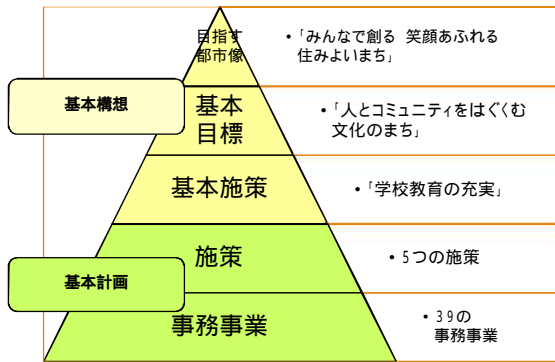 目指す
都市像
・「みんなで創る 笑顔あふれる
住みよいまち」
基本構想
基本
目標
・「人とコミュニティをはぐくむ
文化のまち」
基本施策
・「学校教育の充実」
施策
・5つの施策
基本計画
事務事業
・39の
事務事業